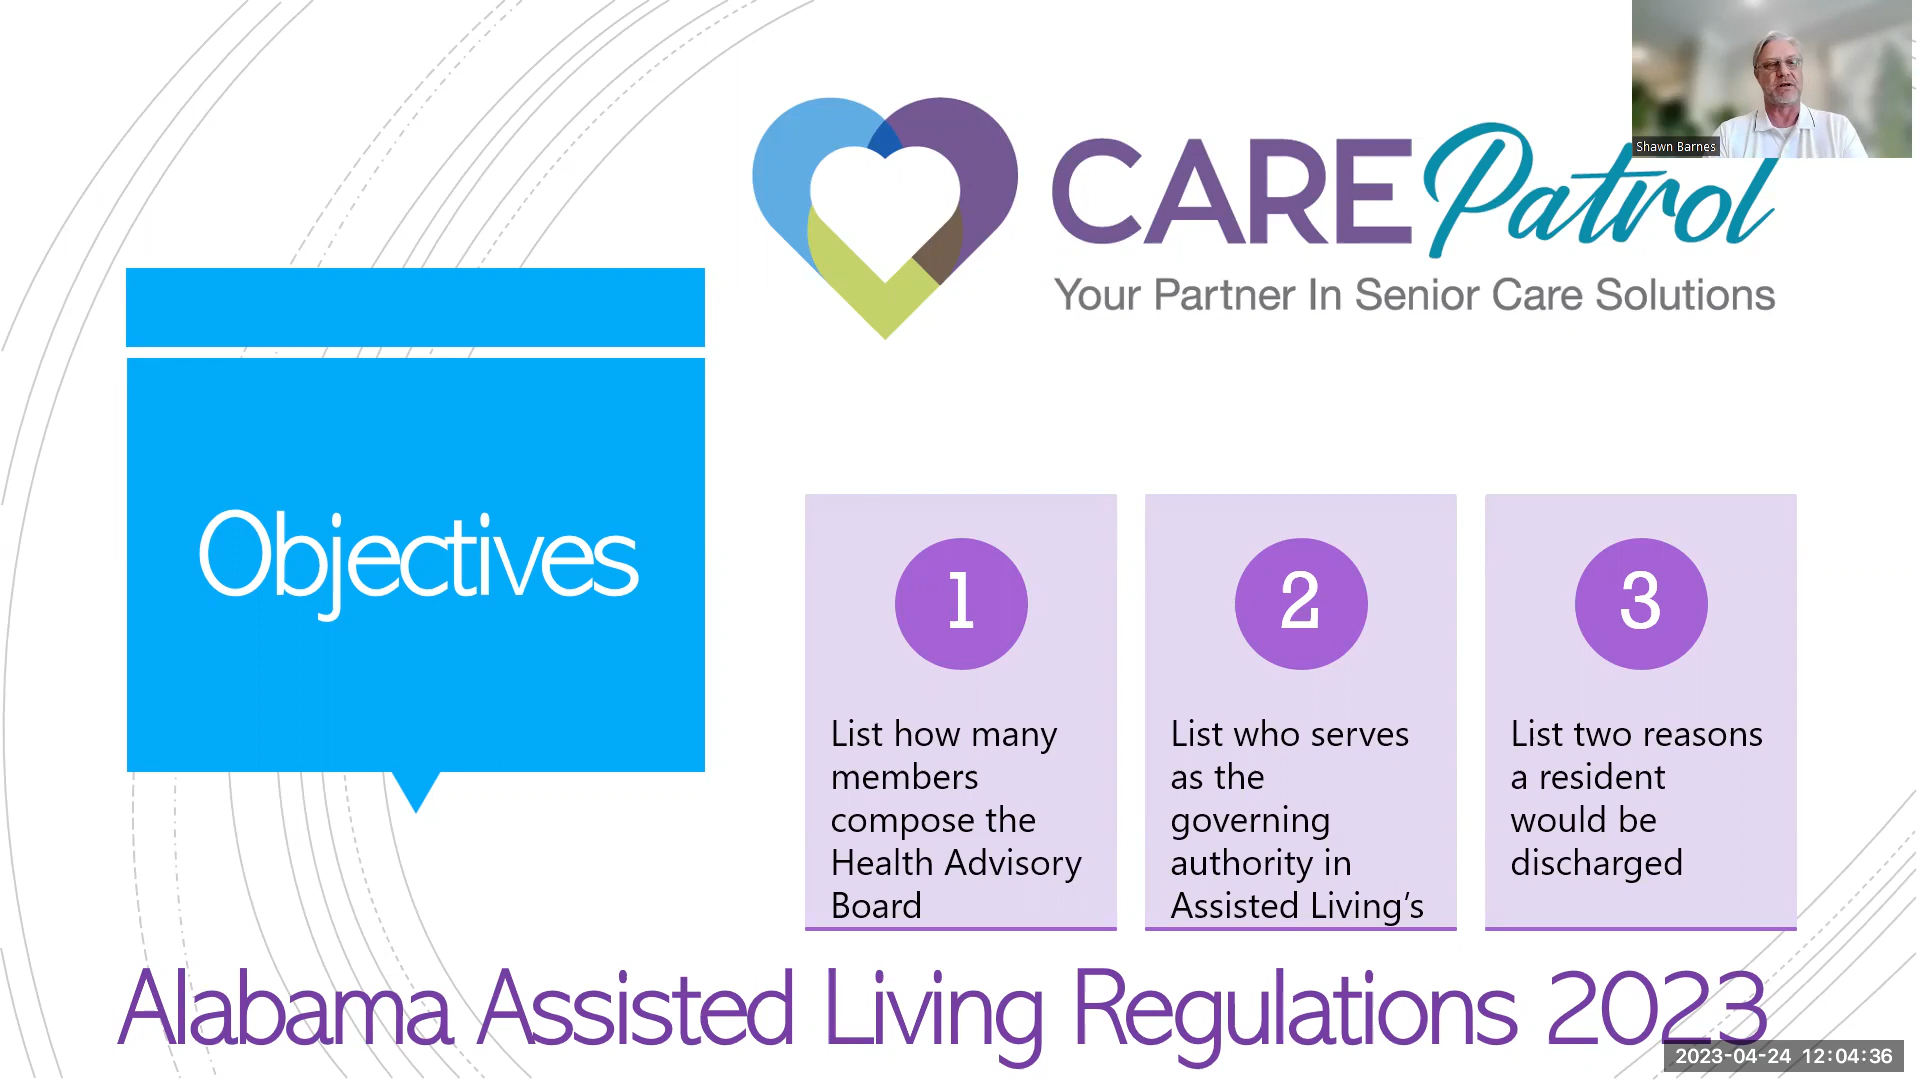 Shawn Barnes
CARE Patrol
Your Partner In Senior Care Solutions
Objectives
1
List how many
members
compose the
Health Advisory
Board
2
List who serves
as the
governing
authority in
Assisted Living’s
3
List two reasons
a resident
would be
discharged
Alabama Assisted Living Regulations 2023
2023-04-24 12:04:36